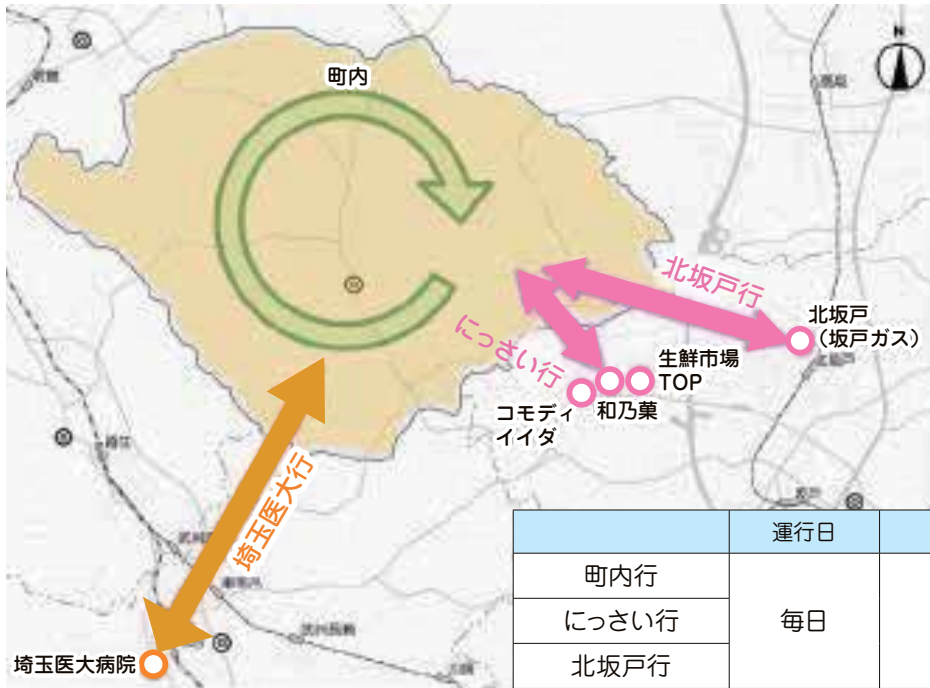 町内
N
北坂戸行
北坂戸
（坂戸ガス）
にっさい行
生鮮市場
TOP
和乃菓
コモディ
イイダ
埼玉医大行
埼玉医大病院
運行日
町内行
にっさい行
北坂戸行
毎日